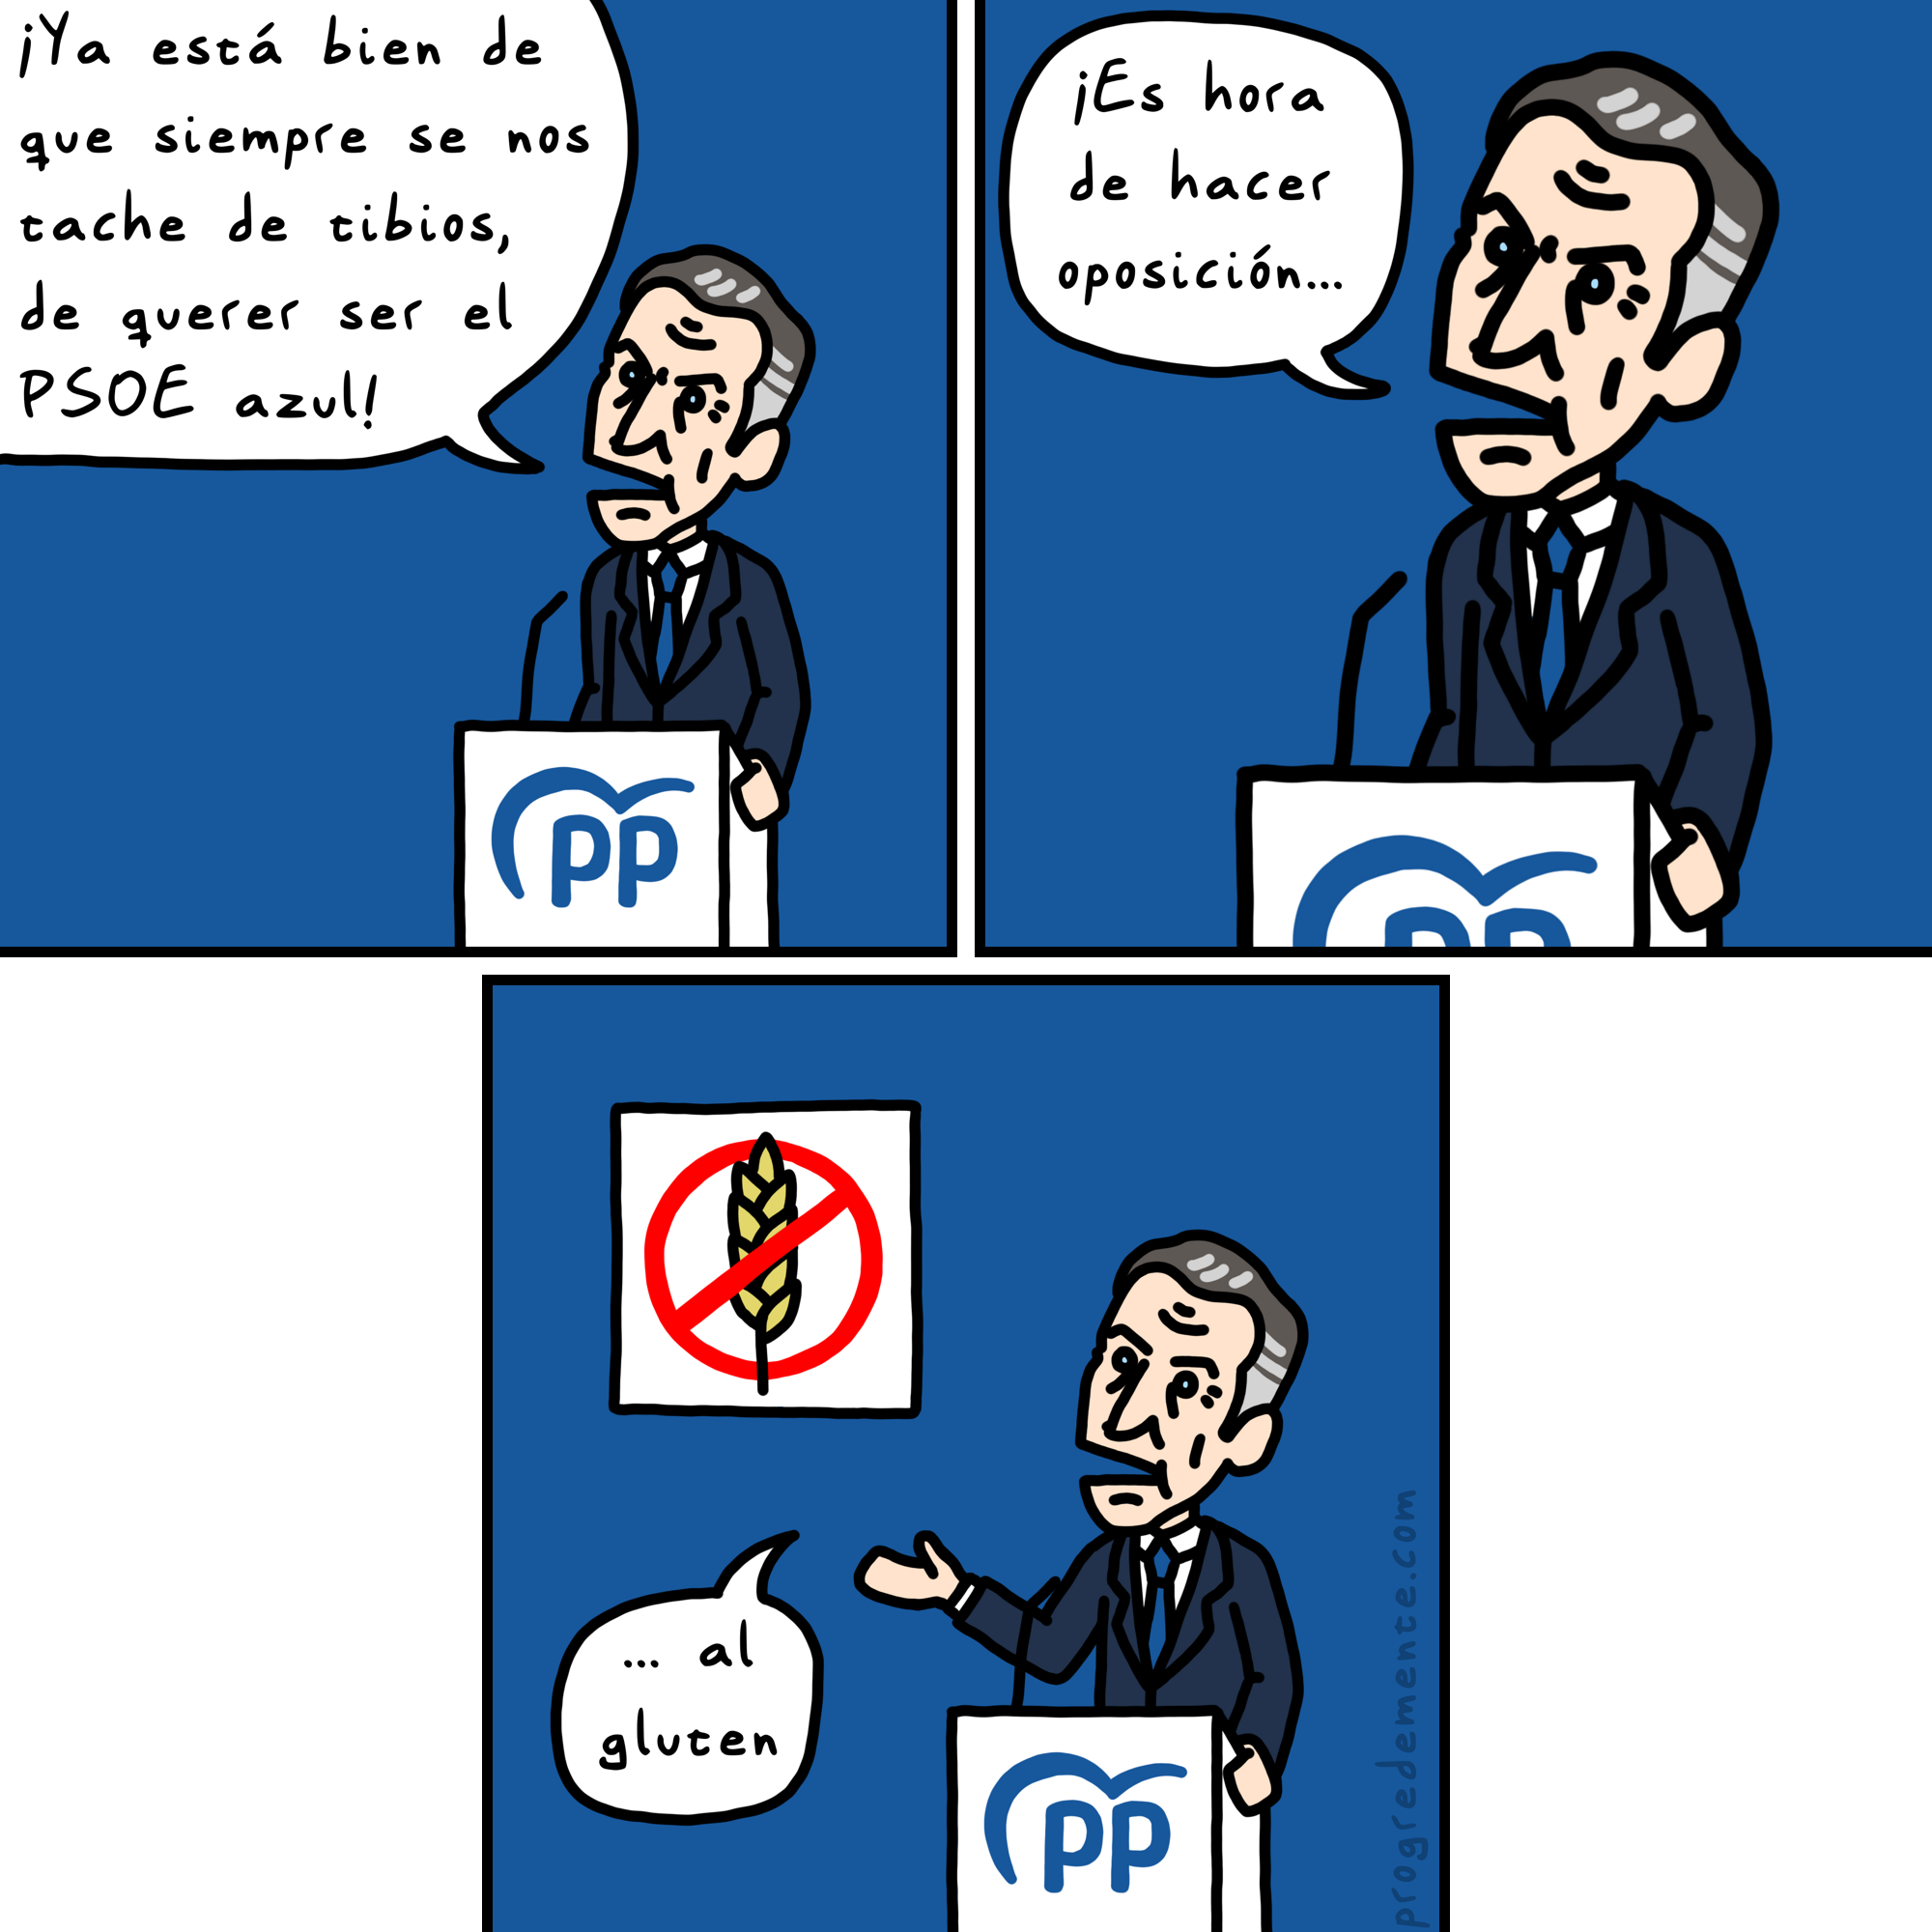 ¡Ya está bien de
que siempre se nos
tache de tibios,
de querer ser el
PSOE azul!
pp
¡Es hora
de hacer
oposición...
pp
... al
gluten
pp
progredemente.com